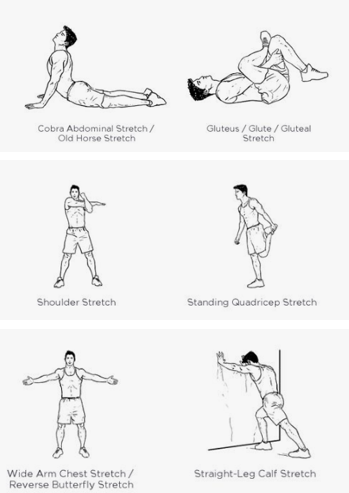 Cobra Abdominal Stretch /
Old Horse Stretch
Gluteus / Glute / Gluteal
Stretch
Shoulder Stretch
Standing Quadricep Stretch
Wide Arm Chest Stretch /
Reverse Butterfly Stretch
Straight-Leg Calf Stretch